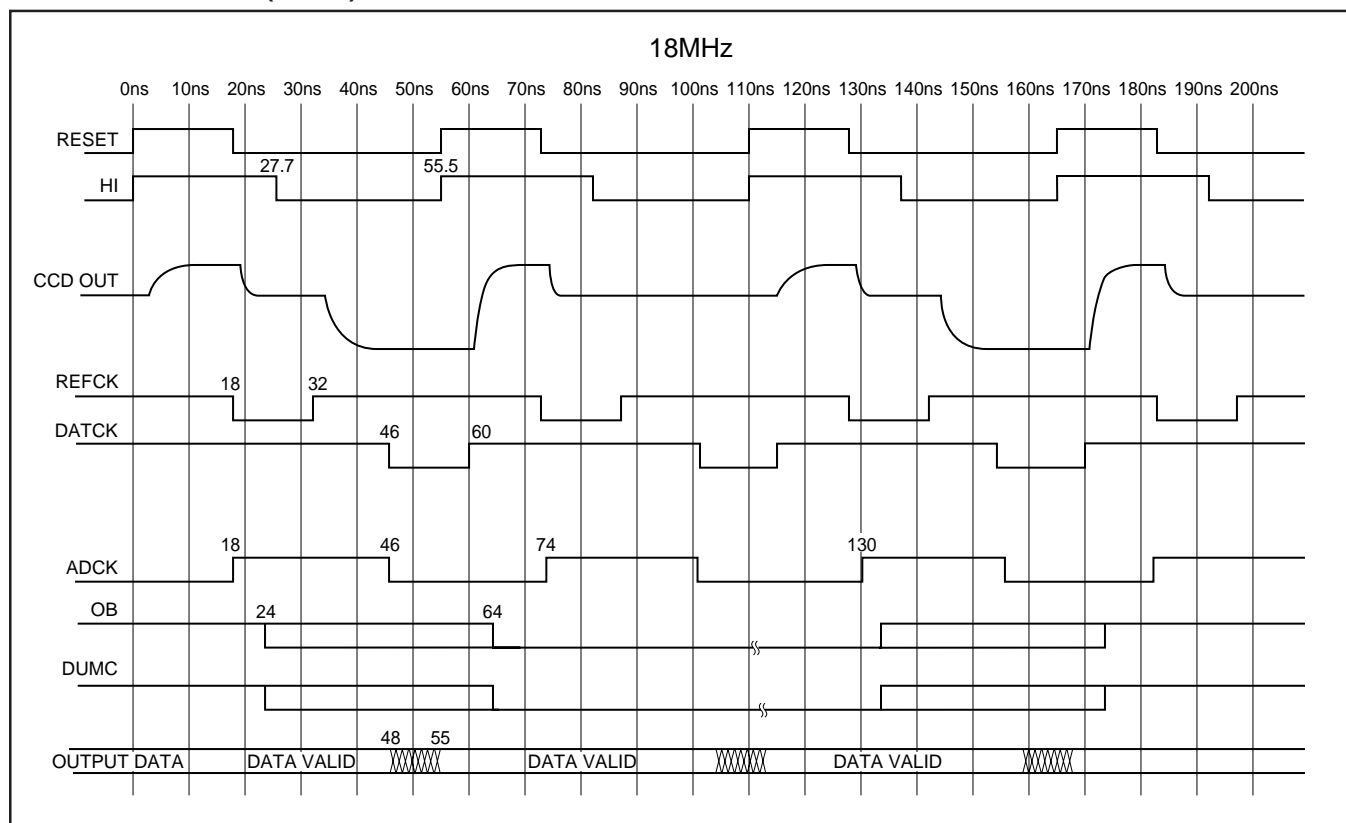 18MHz
0ns 10ns 20ns 30ns 40ns 50ns 60ns 70ns 80ns 90ns 100ns 110ns 120ns 130ns 140ns 150ns 160ns 170ns 180ns 190ns 200ns
RESET
27.7 55.5
HI
CCD OUT
REFCK 18 32
DATCK 46 60
18 46 74 130
ADCK
OB 24 64
DUMC
48 55
OUTPUT DATA DATA VALID DATA VALID DATA VALID